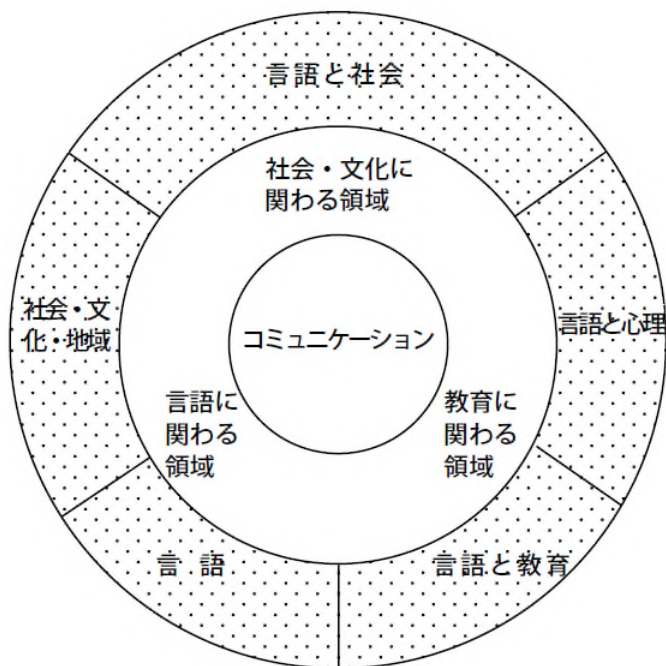 言語と社会
社会・文化に
関わる領域
社会・文
化・地域
コミュニケーション
言語と心理
言語に
関わる
領域
教育に
関わる
領域
言語
言語と教育